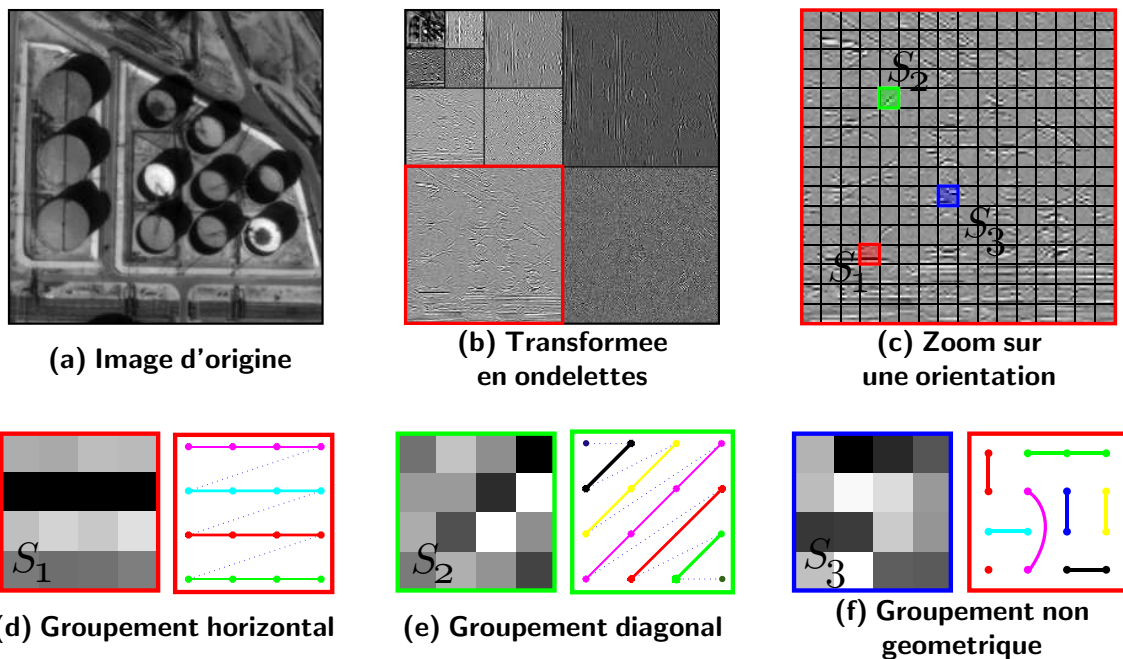 S2
S3
S1
(a) Image d'origine
(b) Transformee
en ondelettes
(c) Zoom sur
une orientation
S1
S2
S3
(d) Groupement horizontal
(e) Groupement diagonal
(f) Groupement non
geometrique